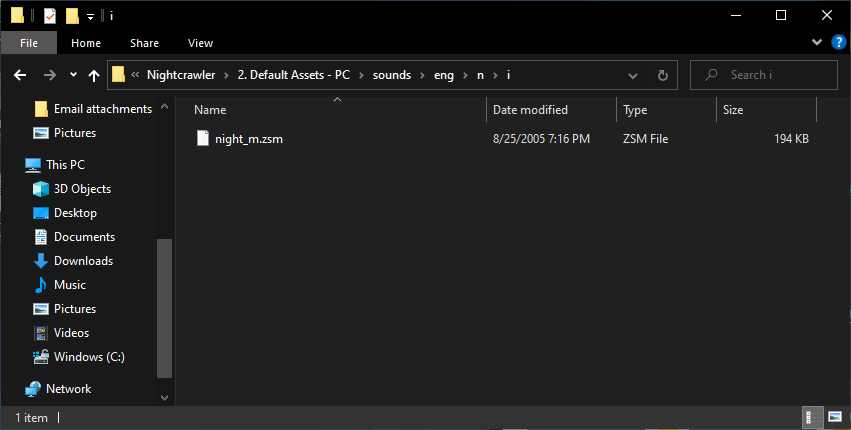 i
File Home Share View
« Nightcrawler › 2. Default Assets - PC › sounds › eng › n › i
Search i
Name Date modified Type Size
night_m.zsm 8/25/2005 7:16 PM ZSM File 194 KB
Email attachments
Pictures
This PC
3D Objects
Desktop
Documents
Downloads
Music
Pictures
Videos
Windows (C:)
Network
1 item